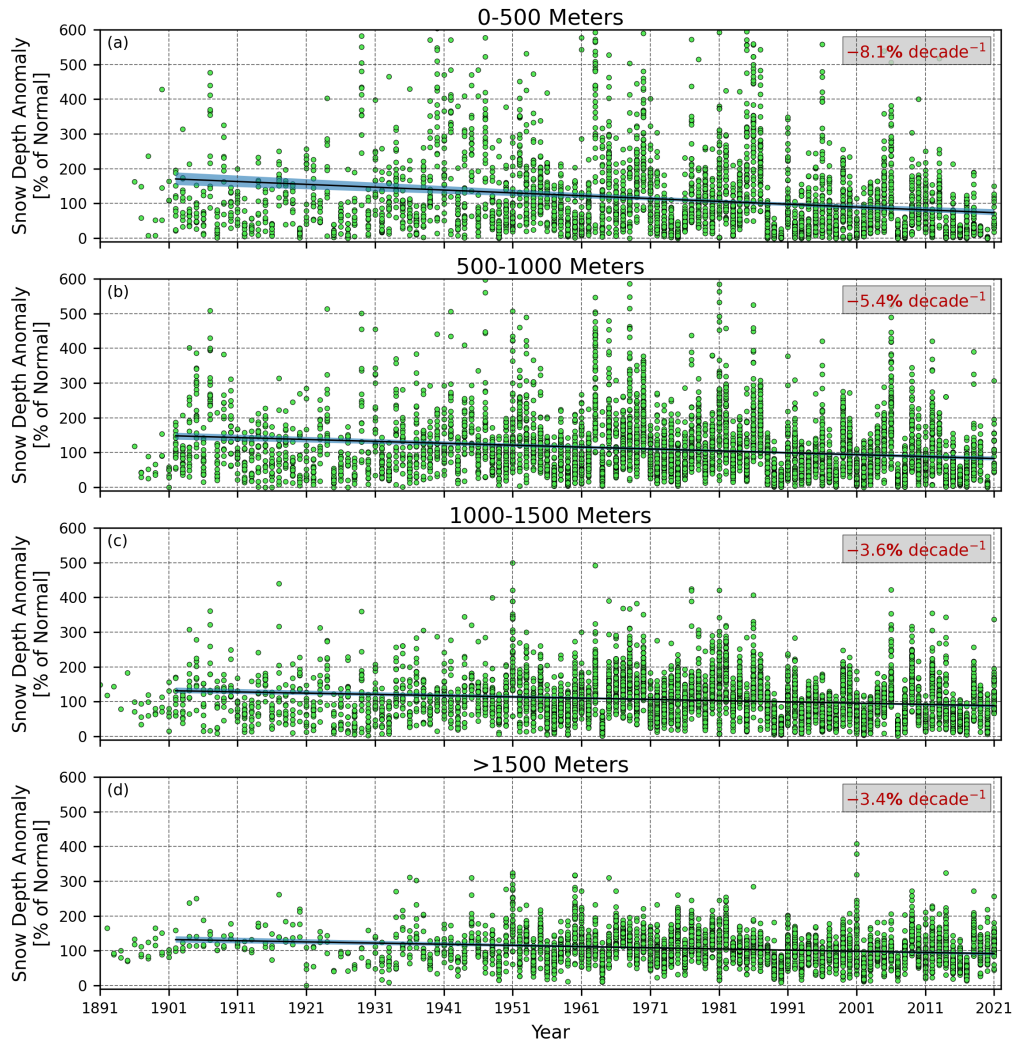 0-500 Meters
(a)
−8.1% decade⁻¹
Snow Depth Anomaly
[% of Normal]
600
500
400
300
200
100
0
500-1000 Meters
(b)
−5.4% decade⁻¹
Snow Depth Anomaly
[% of Normal]
600
500
400
300
200
100
0
1000-1500 Meters
(c)
−3.6% decade⁻¹
Snow Depth Anomaly
[% of Normal]
600
500
400
300
200
100
0
>1500 Meters
(d)
−3.4% decade⁻¹
Snow Depth Anomaly
[% of Normal]
600
500
400
300
200
100
0
1891 1901 1911 1921 1931 1941 1951 1961 1971 1981 1991 2001 2011 2021
Year